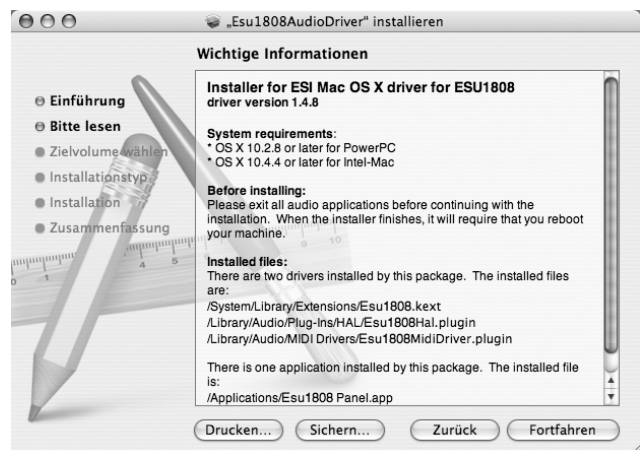 „Esu1808AudioDriver" installieren
Wichtige Informationen
Einführung
Bitte lesen
Zielvolume wählen
Installationstyp
Installation
Zusammenfassung
Installer for ESI Mac OS X driver for ESU1808
driver version 1.4.8
System requirements:
* OS X 10.2.8 or later for PowerPC
* OS X 10.4.4 or later for Intel-Mac
Before installing:
Please exit all audio applications before continuing with the
installation. When the installer finishes, it will require that you reboot
your machine.
Installed files:
There are two drivers installed by this package. The installed files
are:
/System/Library/Extensions/Esu1808.kext
/Library/Audio/Plug-Ins/HAL/Esu1808Hal.plugin
/Library/Audio/MIDI Drivers/Esu1808MidiDriver.plugin
There is one application installed by this package. The installed file
is:
/Applications/Esu1808 Panel.app
0 1 4 5 9 10
Drucken...
Sichern...
Zurück
Fortfahren